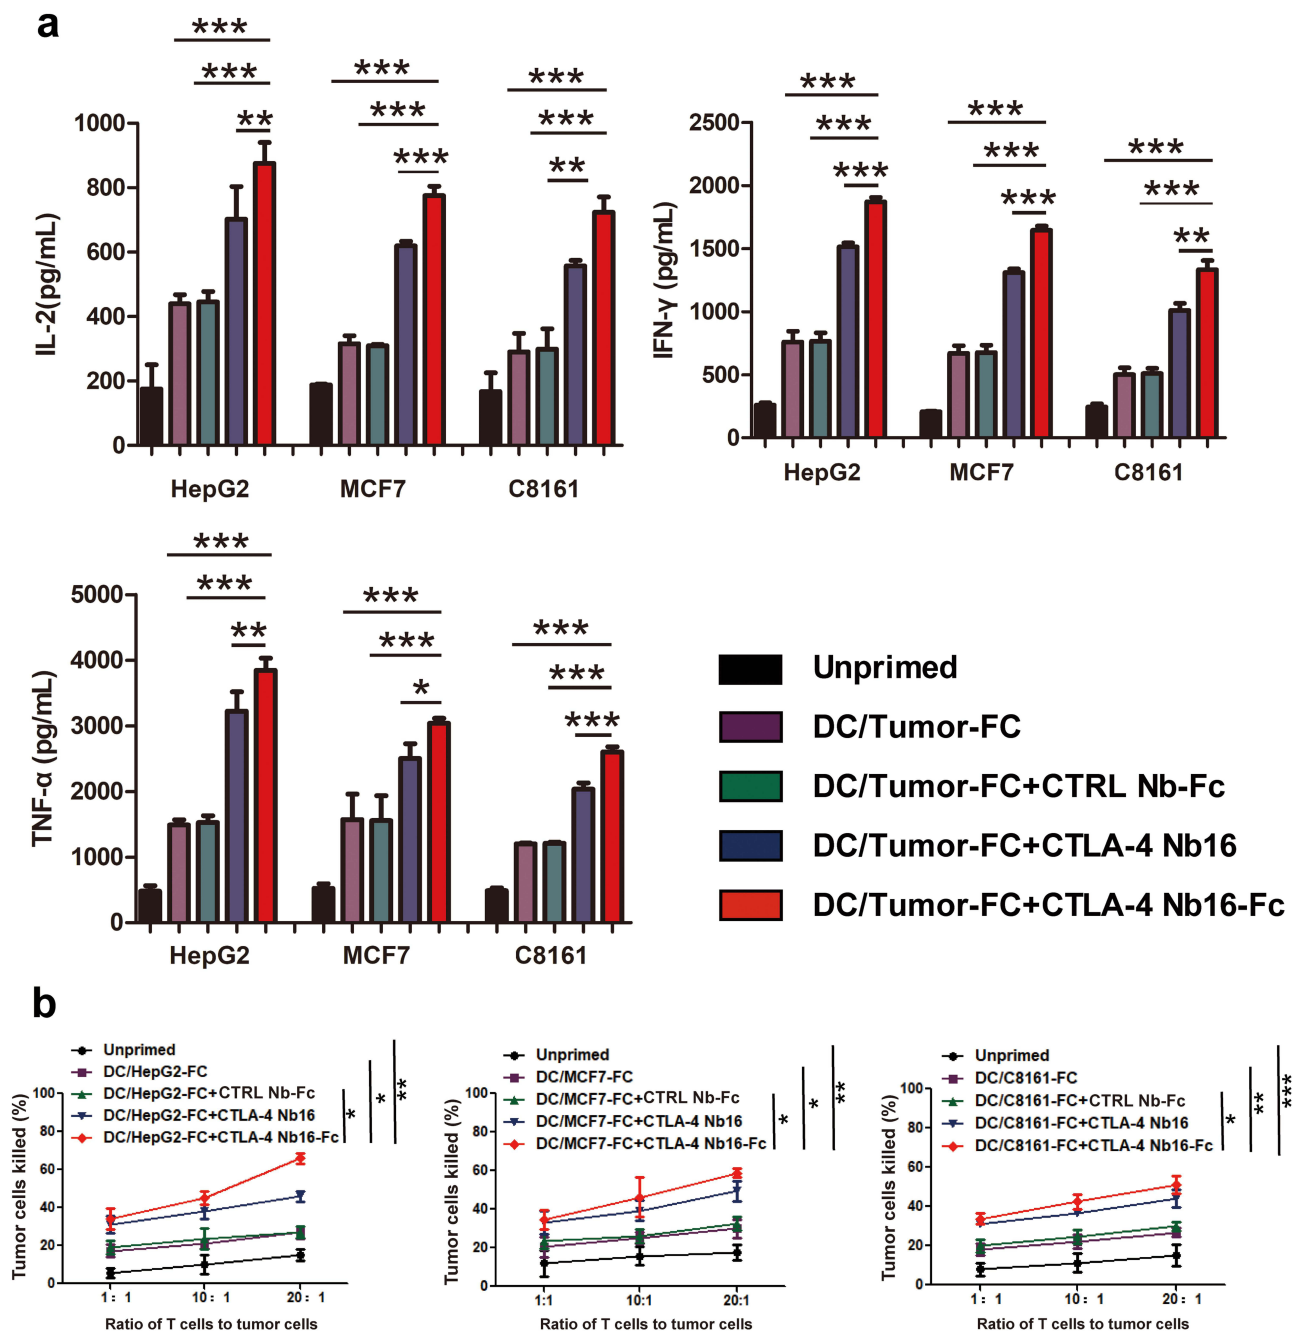 a
***
***
**
***
***
***
***
***
**
1000
800
600
400
200
0
IL-2(pg/mL)
HepG2
MCF7
C8161
***
***
***
***
***
***
***
***
**
2500
2000
1500
1000
500
0
IFN-γ (pg/mL)
HepG2
MCF7
C8161
***
***
**
***
***
*
***
***
***
5000
4000
3000
2000
1000
0
TNF-α (pg/mL)
HepG2
MCF7
C8161
Unprimed
DC/Tumor-FC
DC/Tumor-FC+CTRL Nb-Fc
DC/Tumor-FC+CTLA-4 Nb16
DC/Tumor-FC+CTLA-4 Nb16-Fc
b
Unprimed
DC/HepG2-FC
DC/HepG2-FC+CTRL Nb-Fc
DC/HepG2-FC+CTLA-4 Nb16
DC/HepG2-FC+CTLA-4 Nb16-Fc
*
*
**
100
80
60
40
20
0
Tumor cells killed (%)
1: 1
10: 1
20: 1
Ratio of T cells to tumor cells
Unprimed
DC/MCF7-FC
DC/MCF7-FC+CTRL Nb-Fc
DC/MCF7-FC+CTLA-4 Nb16
DC/MCF7-FC+CTLA-4 Nb16-Fc
*
*
**
100
80
60
40
20
0
Tumor cells killed (%)
1:1
10:1
20:1
Ratio of T cells to tumor cells
Unprimed
DC/C8161-FC
DC/C8161-FC+CTRL Nb-Fc
DC/C8161-FC+CTLA-4 Nb16
DC/C8161-FC+CTLA-4 Nb16-Fc
*
**
***
100
80
60
40
20
0
Tumor cells killed (%)
1: 1
10: 1
20: 1
Ratio of T cells to tumor cells